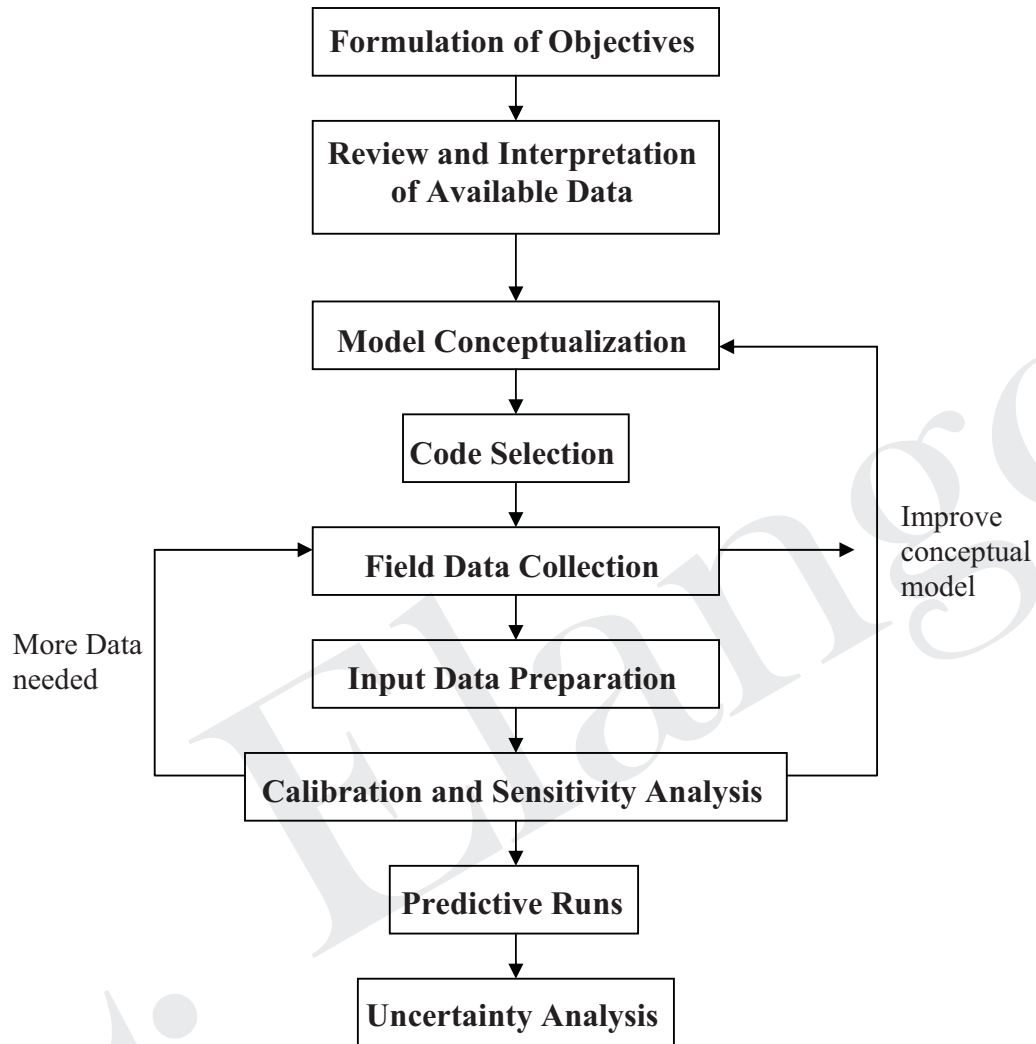 Formulation of Objectives
Review and Interpretation
of Available Data
Model Conceptualization
Code Selection
Improve
conceptual
model
Field Data Collection
More Data
needed
Input Data Preparation
Calibration and Sensitivity Analysis
Predictive Runs
Uncertainty Analysis
Elango